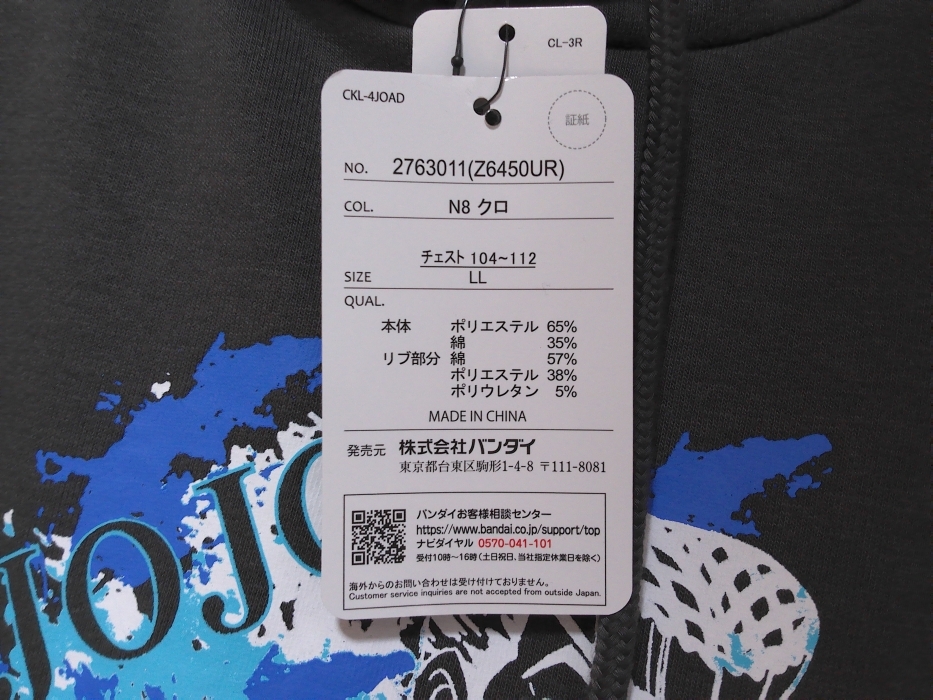 CL-3R
CKL-4JOAD
証紙
NO. 2763011(Z6450UR)
COL. N8 クロ
チェスト 104~112
SIZE LL
QUAL.
本体 ポリエステル 65%
綿 35%
リブ部分 綿 57%
ポリエステル 38%
ポリウレタン 5%
MADE IN CHINA
発売元 株式会社バンダイ
東京都台東区駒形1-4-8 〒111-8081
バンダイお客様相談センター
https://www.bandai.co.jp/support/top
ナビダイヤル 0570-041-101
受付10時~16時(土日祝日、当社指定休業日を除く)
海外からのお問い合わせは受け付けておりません。
Customer service inquiries are not accepted from outside Japan.
JOJO